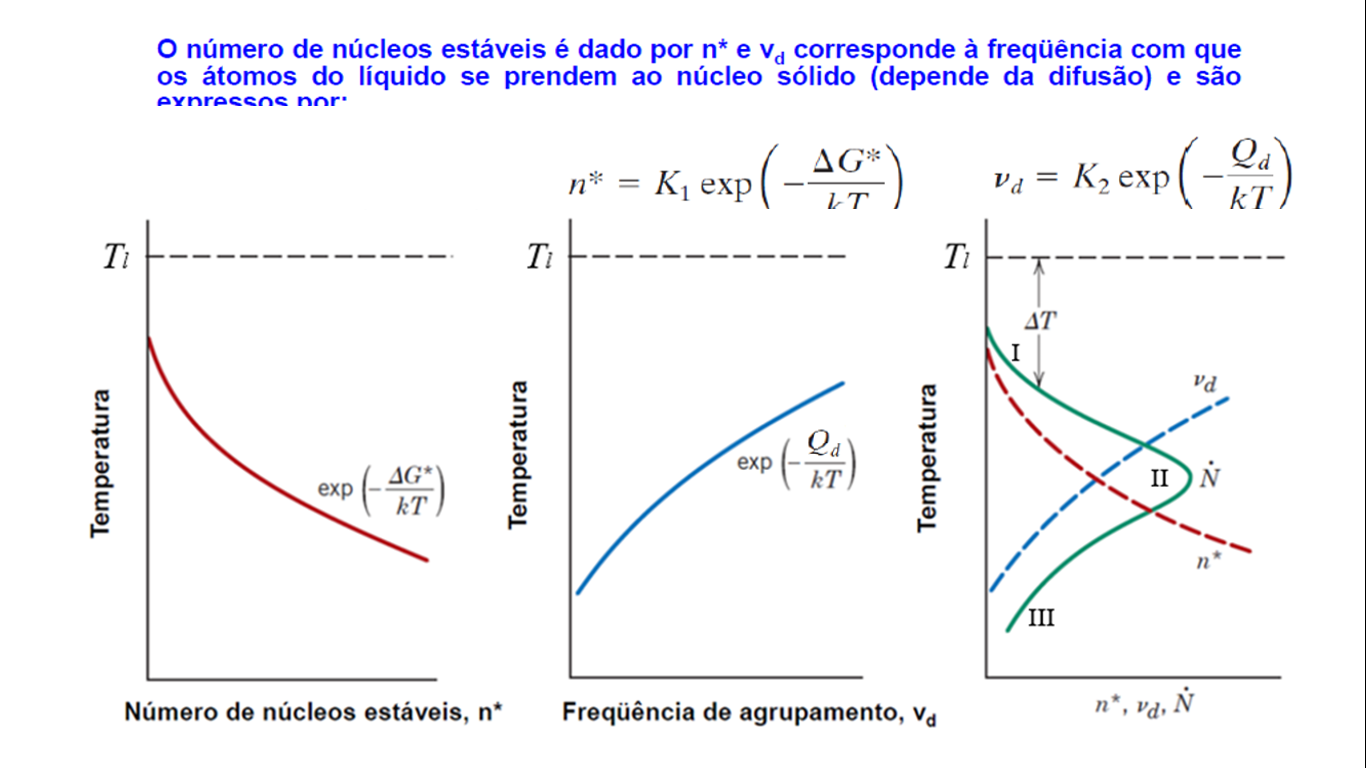 O número de núcleos estáveis é dado por n* e v_d corresponde à freqüência com que
os átomos do líquido se prendem ao núcleo sólido (depende da difusão) e são
expressos por:
n* = K₁ exp(−ΔG*/kT)
ν_d = K₂ exp(−Q_d/kT)
T_l
Temperatura
exp(−ΔG*/kT)
Número de núcleos estáveis, n*
T_l
Temperatura
exp(−Q_d/kT)
Freqüência de agrupamento, v_d
T_l
Temperatura
ΔT
I
ν_d
II
Ṅ
n*
III
n*, ν_d, Ṅ